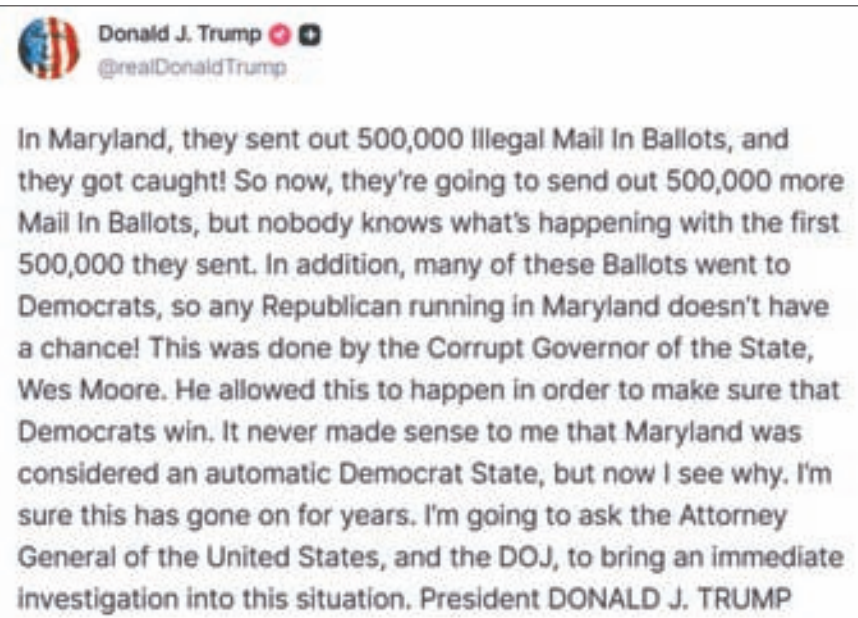 Donald J. Trump
@realDonaldTrump
In Maryland, they sent out 500,000 Illegal Mail In Ballots, and
they got caught! So now, they're going to send out 500,000 more
Mail In Ballots, but nobody knows what's happening with the first
500,000 they sent. In addition, many of these Ballots went to
Democrats, so any Republican running in Maryland doesn't have
a chance! This was done by the Corrupt Governor of the State,
Wes Moore. He allowed this to happen in order to make sure that
Democrats win. It never made sense to me that Maryland was
considered an automatic Democrat State, but now I see why. I'm
sure this has gone on for years. I'm going to ask the Attorney
General of the United States, and the DOJ, to bring an immediate
investigation into this situation. President DONALD J. TRUMP